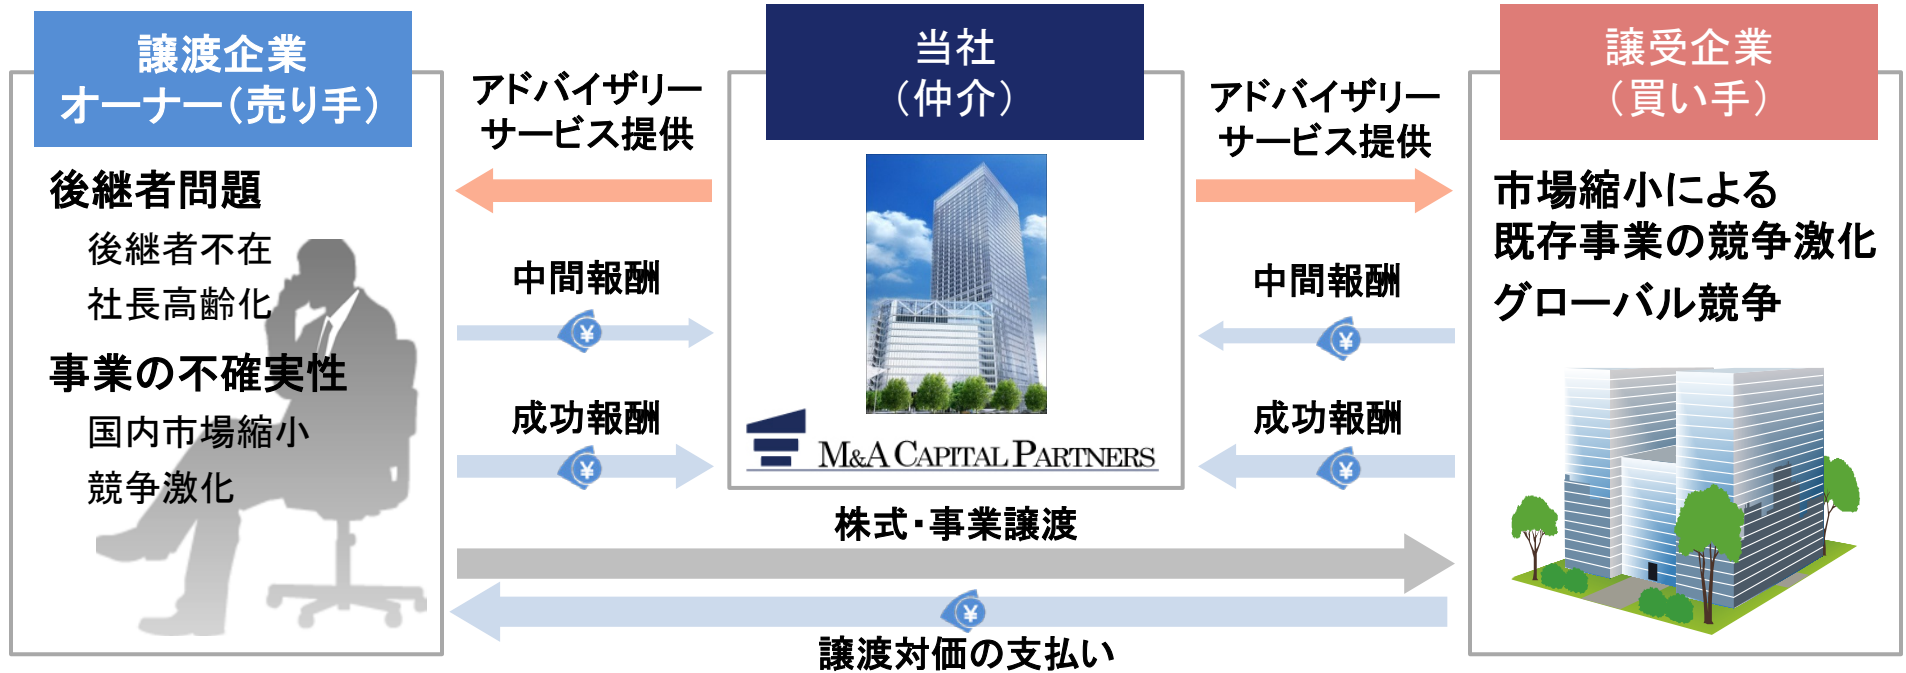 譲渡企業
オーナー(売り手)
後継者問題
後継者不在
社長高齢化
事業の不確実性
国内市場縮小
競争激化
アドバイザリー
サービス提供
中間報酬
¥
成功報酬
¥
当社
(仲介)
M&A CAPITAL PARTNERS
アドバイザリー
サービス提供
中間報酬
¥
成功報酬
¥
譲受企業
(買い手)
市場縮小による
既存事業の競争激化
グローバル競争
株式・事業譲渡
¥
譲渡対価の支払い